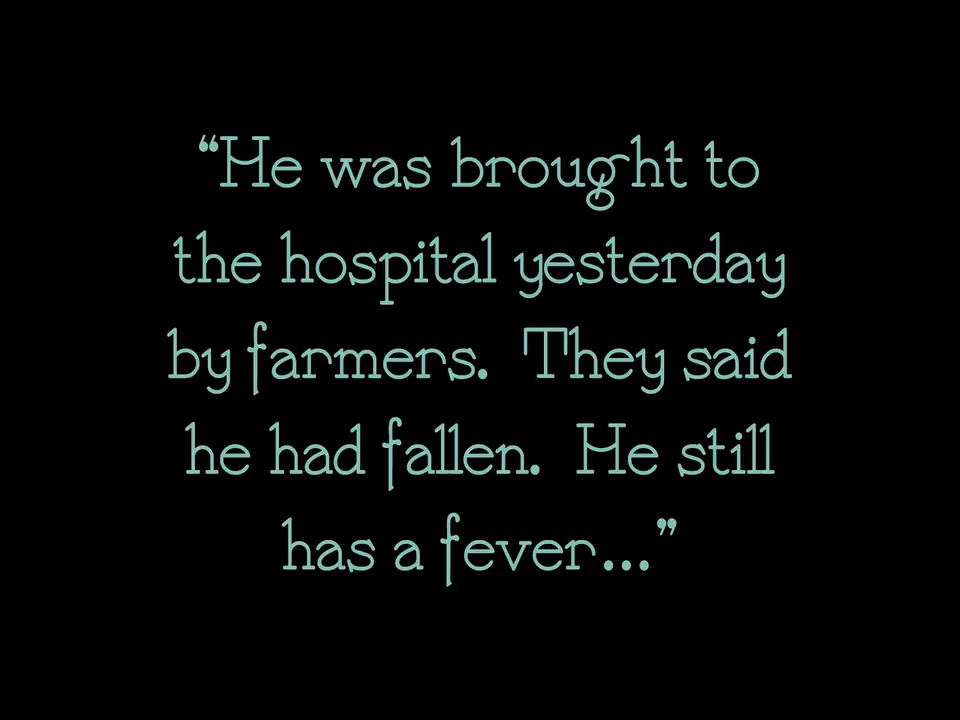 “He was brought to
the hospital yesterday
by farmers.  They said
he had fallen.  He still
has a fever...”